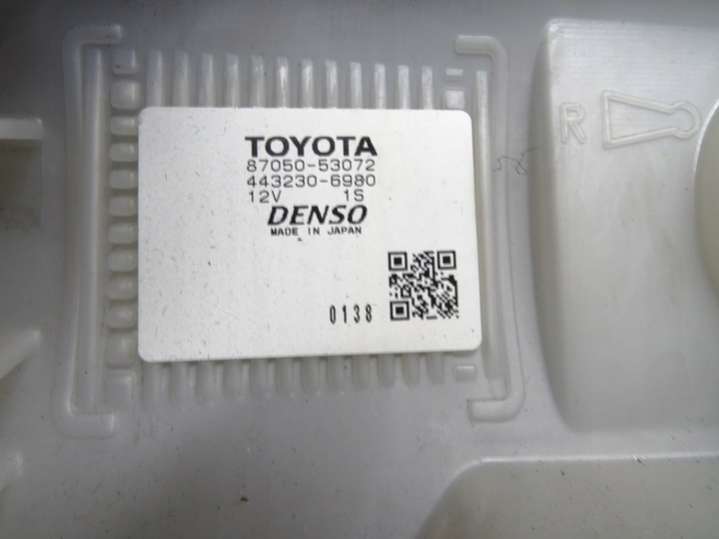 TOYOTA
87050-53072
443230-6980
12V 1S
DENSO
MADE IN JAPAN
0138
R